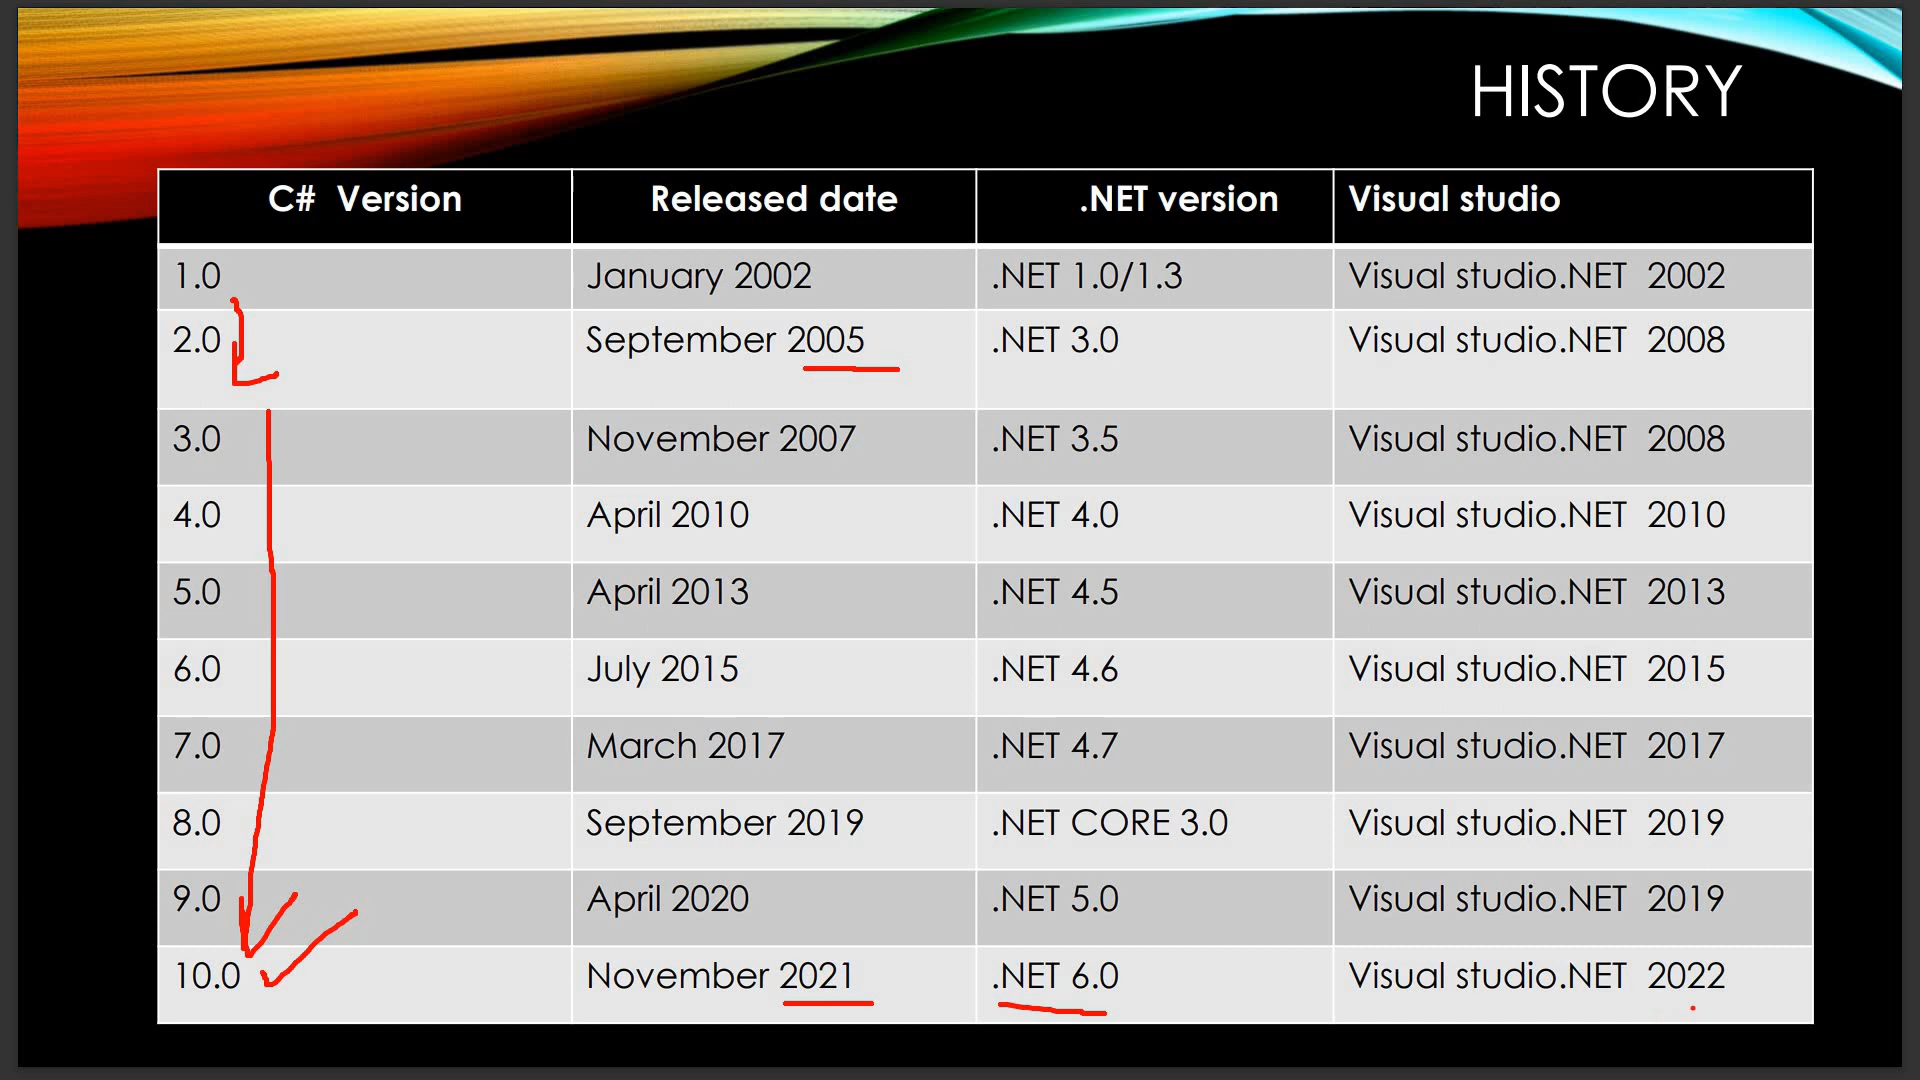 HISTORY
C# Version Released date .NET version Visual studio
1.0 January 2002 .NET 1.0/1.3 Visual studio.NET 2002
2.0 September 2005 .NET 3.0 Visual studio.NET 2008
3.0 November 2007 .NET 3.5 Visual studio.NET 2008
4.0 April 2010 .NET 4.0 Visual studio.NET 2010
5.0 April 2013 .NET 4.5 Visual studio.NET 2013
6.0 July 2015 .NET 4.6 Visual studio.NET 2015
7.0 March 2017 .NET 4.7 Visual studio.NET 2017
8.0 September 2019 .NET CORE 3.0 Visual studio.NET 2019
9.0 April 2020 .NET 5.0 Visual studio.NET 2019
10.0 November 2021 .NET 6.0 Visual studio.NET 2022